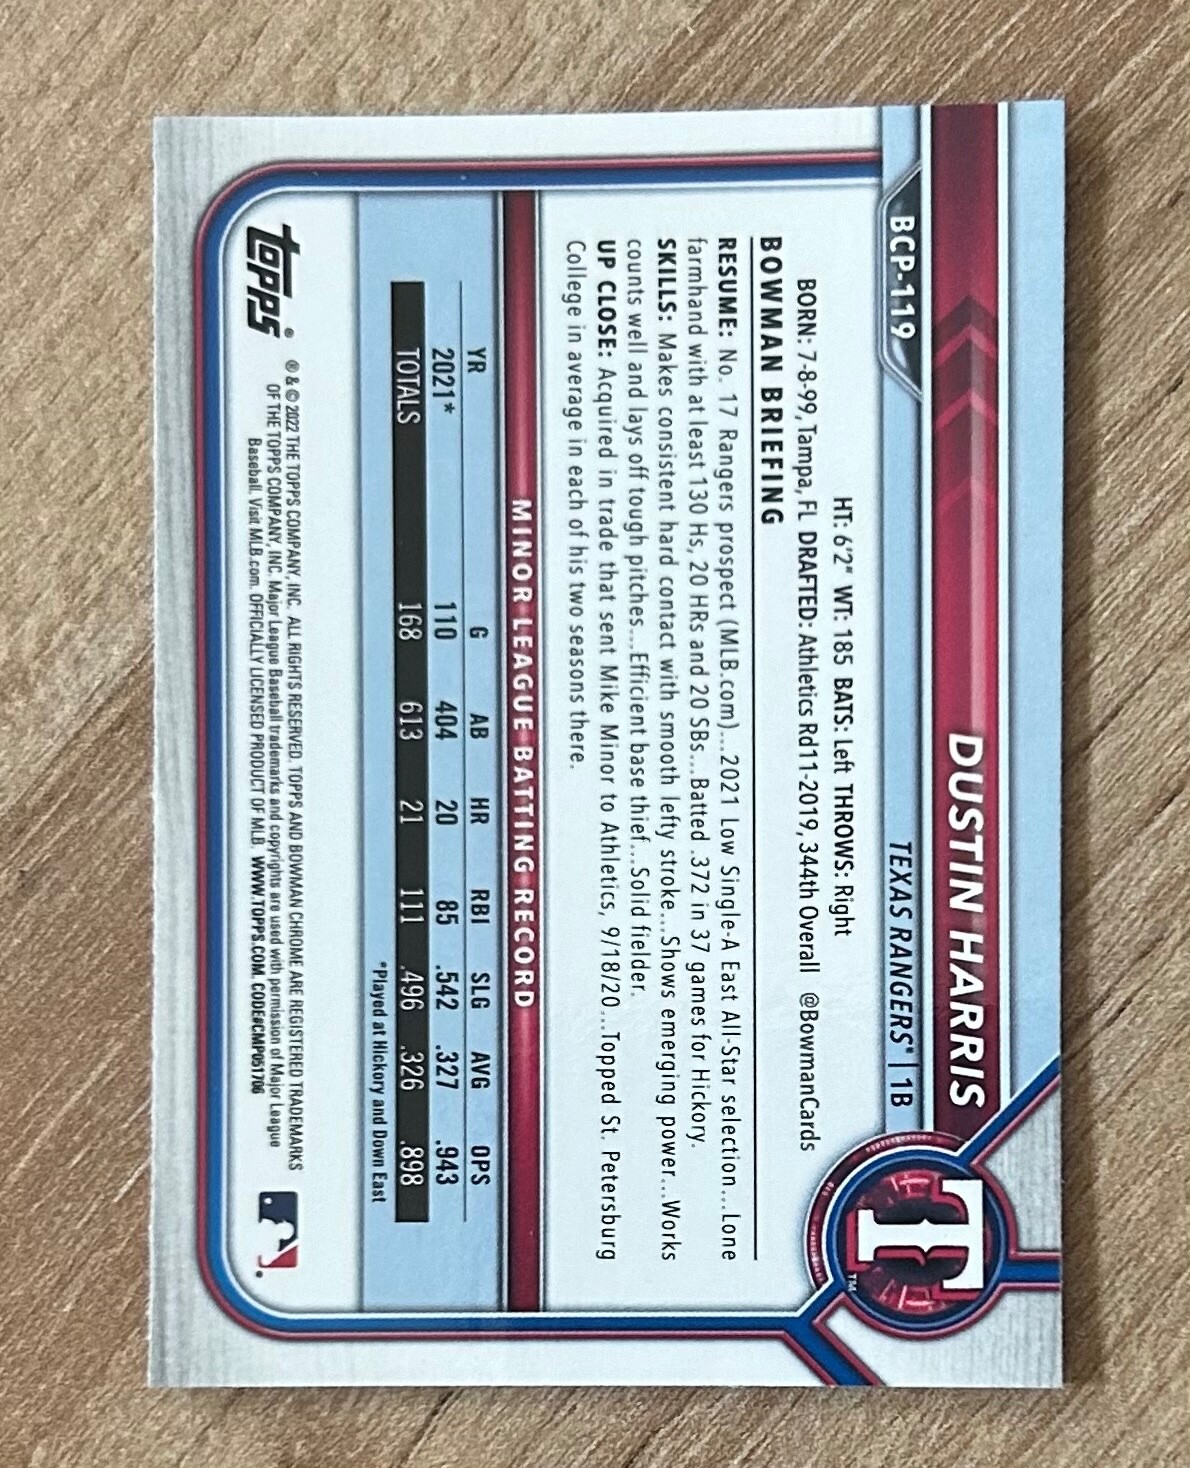 DUSTIN HARRIS
BCP-119
TEXAS RANGERS® | 1B
TM
HT: 6'2" WT: 185 BATS: Left THROWS: Right
BORN: 7-8-99, Tampa, FL DRAFTED: Athletics Rd11-2019, 344th Overall @BowmanCards
BOWMAN BRIEFING
RESUME: No. 17 Rangers prospect (MLB.com)...2021 Low Single-A East All-Star selection...Lone
farmhand with at least 130 Hs, 20 HRs and 20 SBs...Batted .372 in 37 games for Hickory.
SKILLS: Makes consistent hard contact with smooth lefty stroke...Shows emerging power...Works
counts well and lays off tough pitches...Efficient base thief...Solid fielder.
UP CLOSE: Acquired in trade that sent Mike Minor to Athletics, 9/18/20...Topped St. Petersburg
College in average in each of his two seasons there.
MINOR LEAGUE BATTING RECORD
YR G AB HR RBI SLG AVG OPS
2021* 110 404 20 85 .542 .327 .943
TOTALS 168 613 21 111 .496 .326 .898
*Played at Hickory and Down East
topps®
® & © 2022 THE TOPPS COMPANY, INC. ALL RIGHTS RESERVED. TOPPS AND BOWMAN CHROME ARE REGISTERED TRADEMARKS
OF THE TOPPS COMPANY, INC. Major League Baseball trademarks and copyrights are used with permission of Major League
Baseball. Visit MLB.com. OFFICIALLY LICENSED PRODUCT OF MLB. WWW.TOPPS.COM. CODE#CMP051706